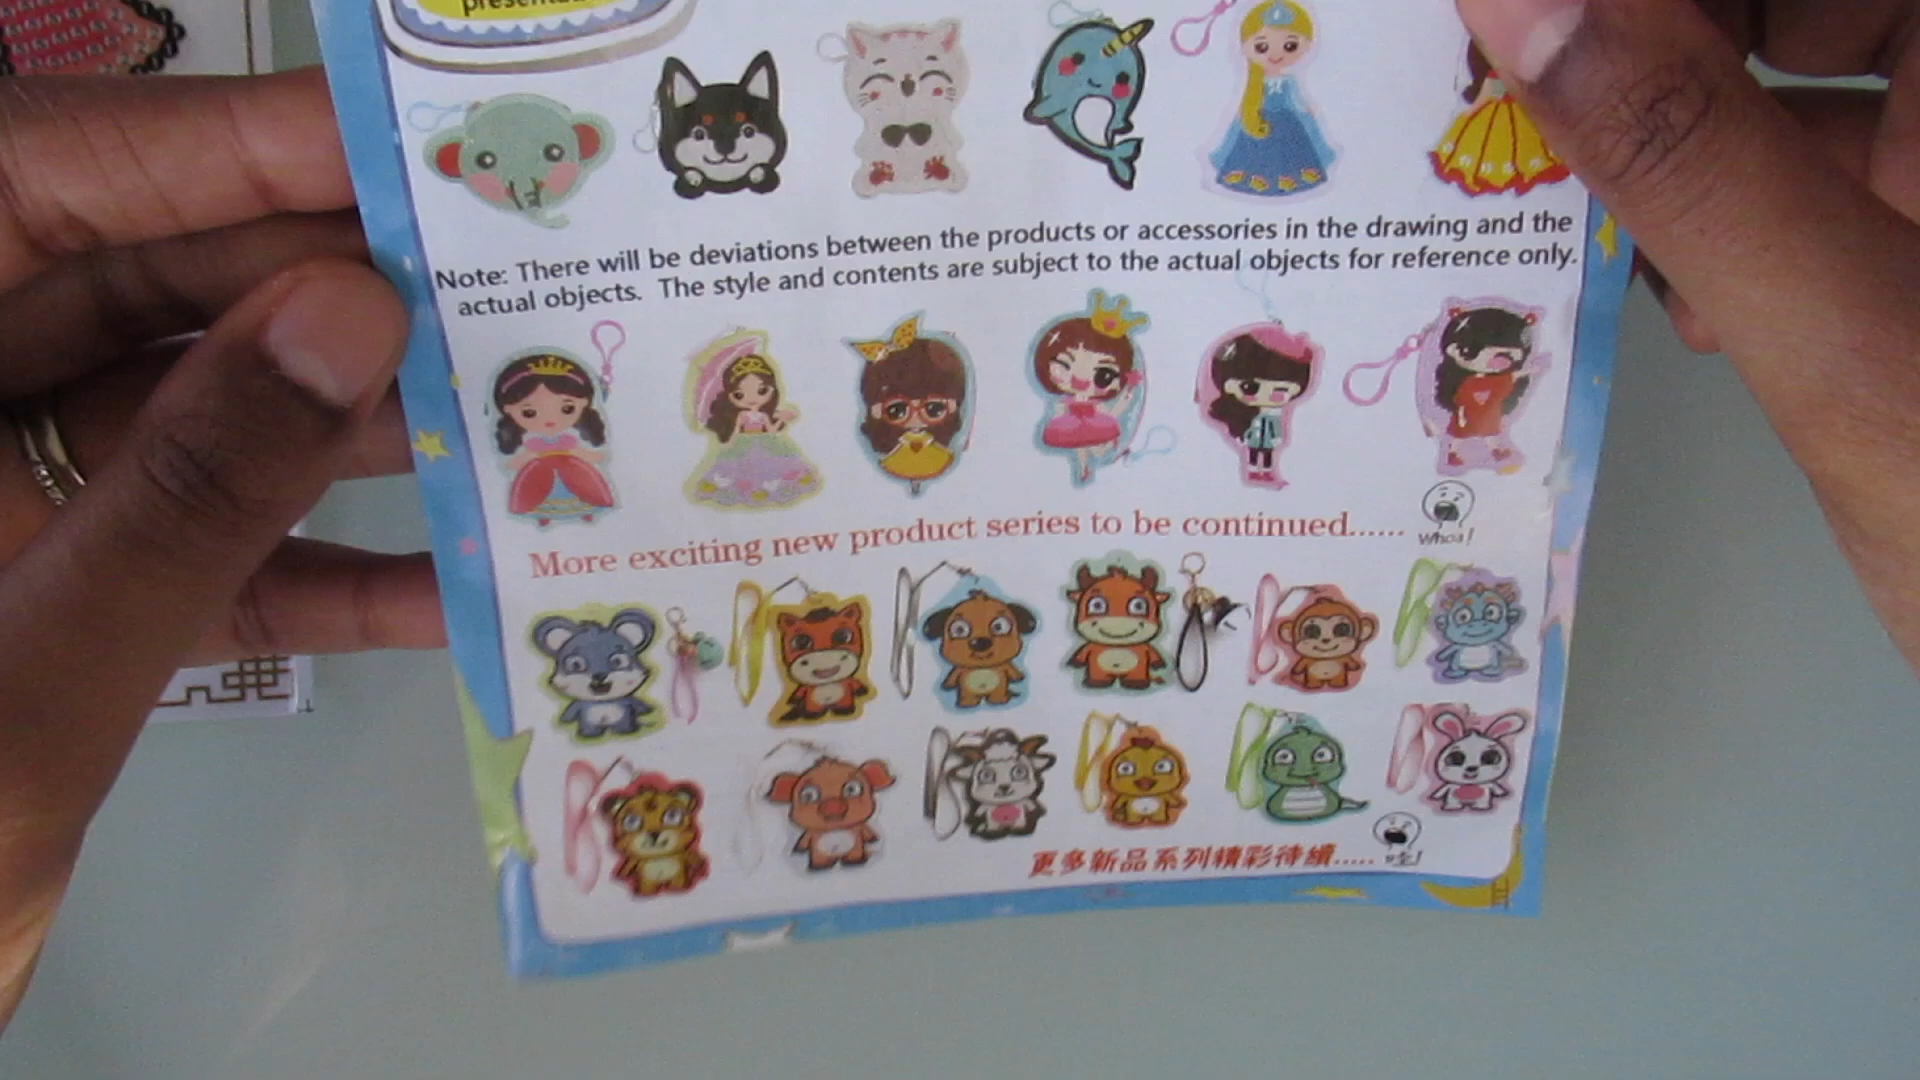 Note: There will be deviations between the products or accessories in the drawing and the
actual objects. The style and contents are subject to the actual objects for reference only.
More exciting new product series to be continued......
Whoa!
更多新品系列精彩待續.....
哇!